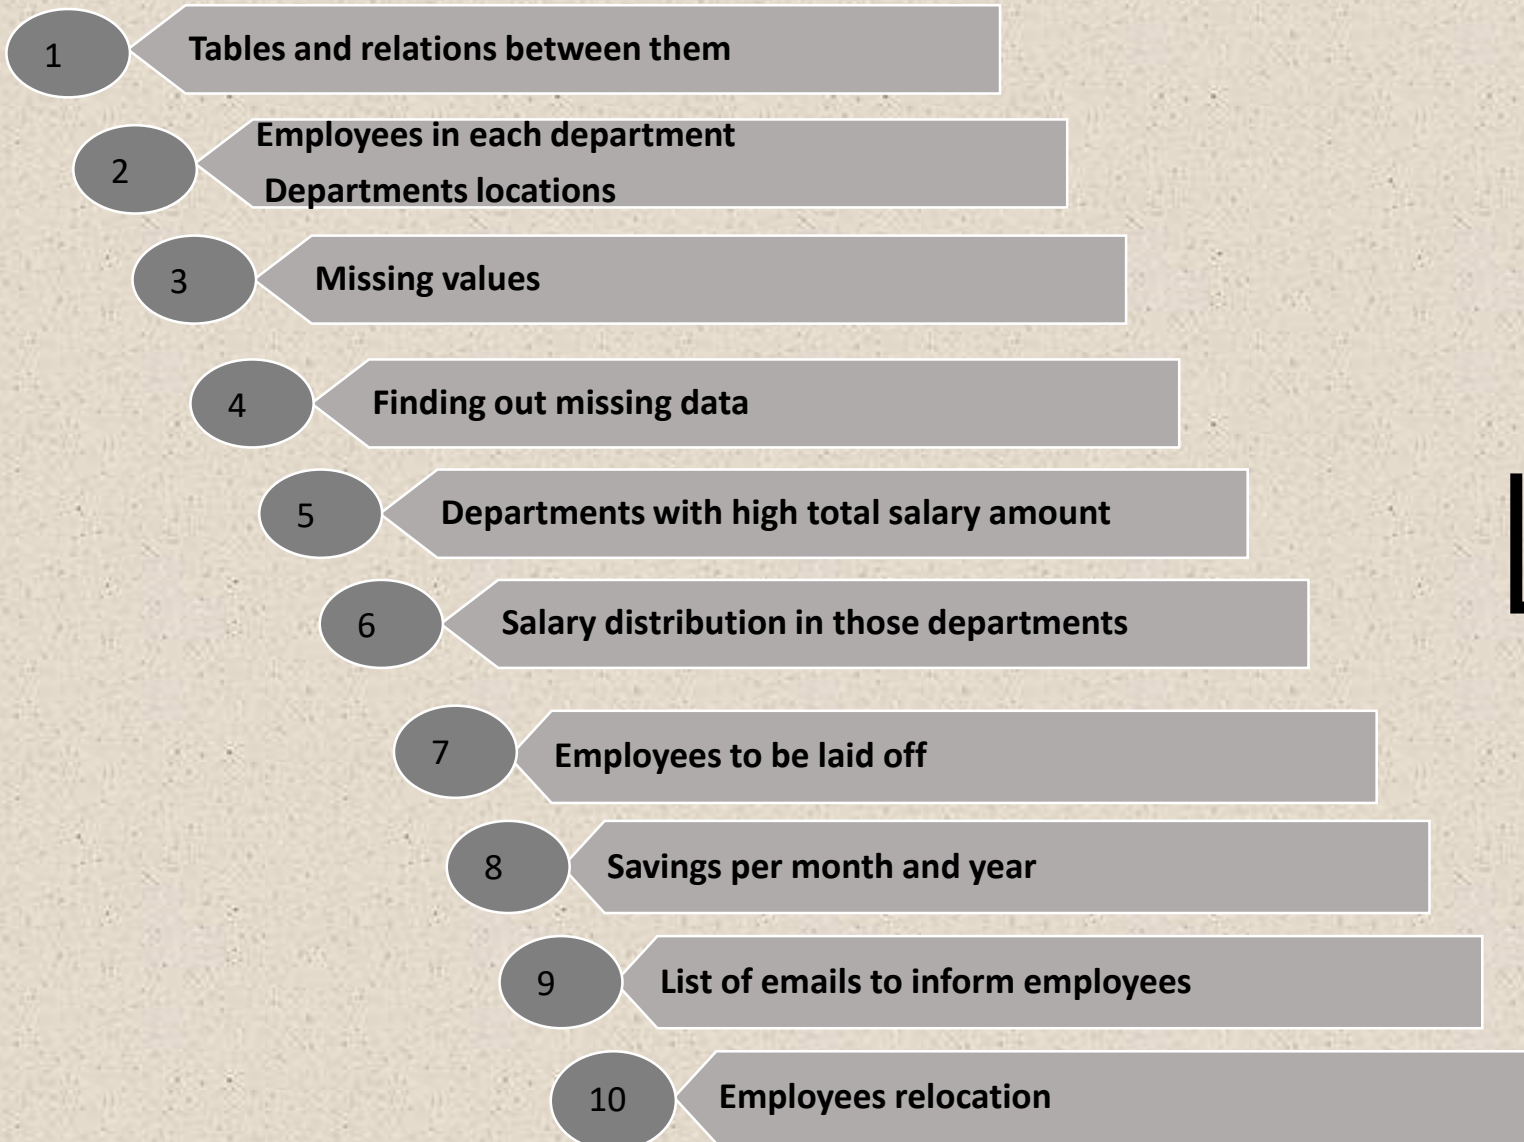 1
Tables and relations between them
2
Employees in each department
Departments locations
3
Missing values
4
Finding out missing data
5
Departments with high total salary amount
6
Salary distribution in those departments
7
Employees to be laid off
8
Savings per month and year
9
List of emails to inform employees
10
Employees relocation